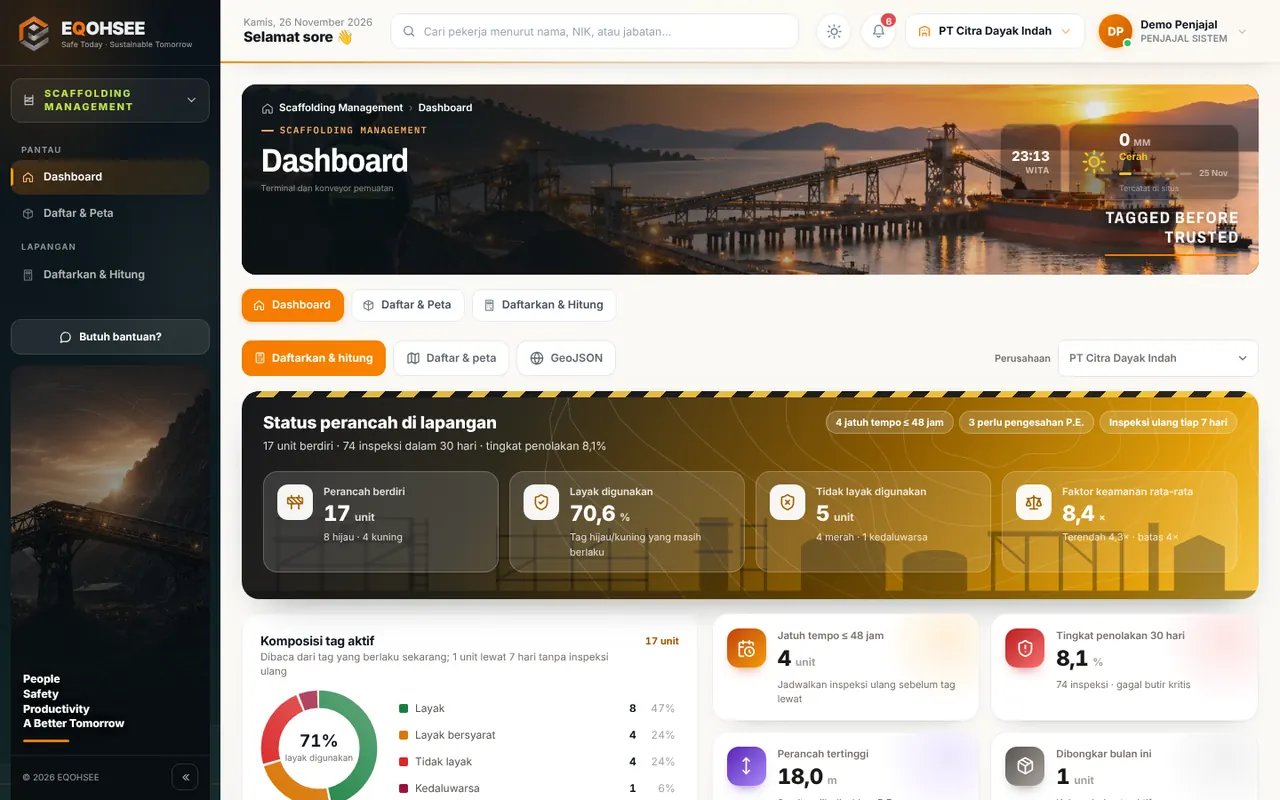 EQOHSEE
Safe Today · Sustainable Tomorrow
SCAFFOLDING
MANAGEMENT
PANTAU
Dashboard
Daftar & Peta
LAPANGAN
Daftarkan & Hitung
Butuh bantuan?
People
Safety
Productivity
A Better Tomorrow
© 2026 EQOHSEE
Kamis, 26 November 2026
Selamat sore 👋
Cari pekerja menurut nama, NIK, atau jabatan...
6
PT Citra Dayak Indah
DP
Demo Penjajal
PENJAJAL SISTEM
Scaffolding Management › Dashboard
SCAFFOLDING MANAGEMENT
Dashboard
Terminal dan konveyor pemuatan
23:13
WITA
0 MM
Cerah
25 Nov
Tercatat di situs
TAGGED BEFORE
TRUSTED
Dashboard
Daftar & Peta
Daftarkan & Hitung
Daftarkan & hitung
Daftar & peta
GeoJSON
Perusahaan
PT Citra Dayak Indah
Status perancah di lapangan
17 unit berdiri · 74 inspeksi dalam 30 hari · tingkat penolakan 8,1%
4 jatuh tempo ≤ 48 jam
3 perlu pengesahan P.E.
Inspeksi ulang tiap 7 hari
Perancah berdiri
17 unit
8 hijau · 4 kuning
Layak digunakan
70,6 %
Tag hijau/kuning yang masih
berlaku
Tidak layak digunakan
5 unit
4 merah · 1 kedaluwarsa
Faktor keamanan rata-rata
8,4 ×
Terendah 4,3× · batas 4×
Komposisi tag aktif
17 unit
Dibaca dari tag yang berlaku sekarang; 1 unit lewat 7 hari tanpa inspeksi
ulang
71%
layak digunakan
Layak 8 47%
Layak bersyarat 4 24%
Tidak layak 4 24%
Kedaluwarsa 1 6%
Jatuh tempo ≤ 48 jam
4 unit
Jadwalkan inspeksi ulang sebelum tag
lewat
Tingkat penolakan 30 hari
8,1 %
74 inspeksi · gagal butir kritis
Perancah tertinggi
18,0 m
Dibongkar bulan ini
1 unit